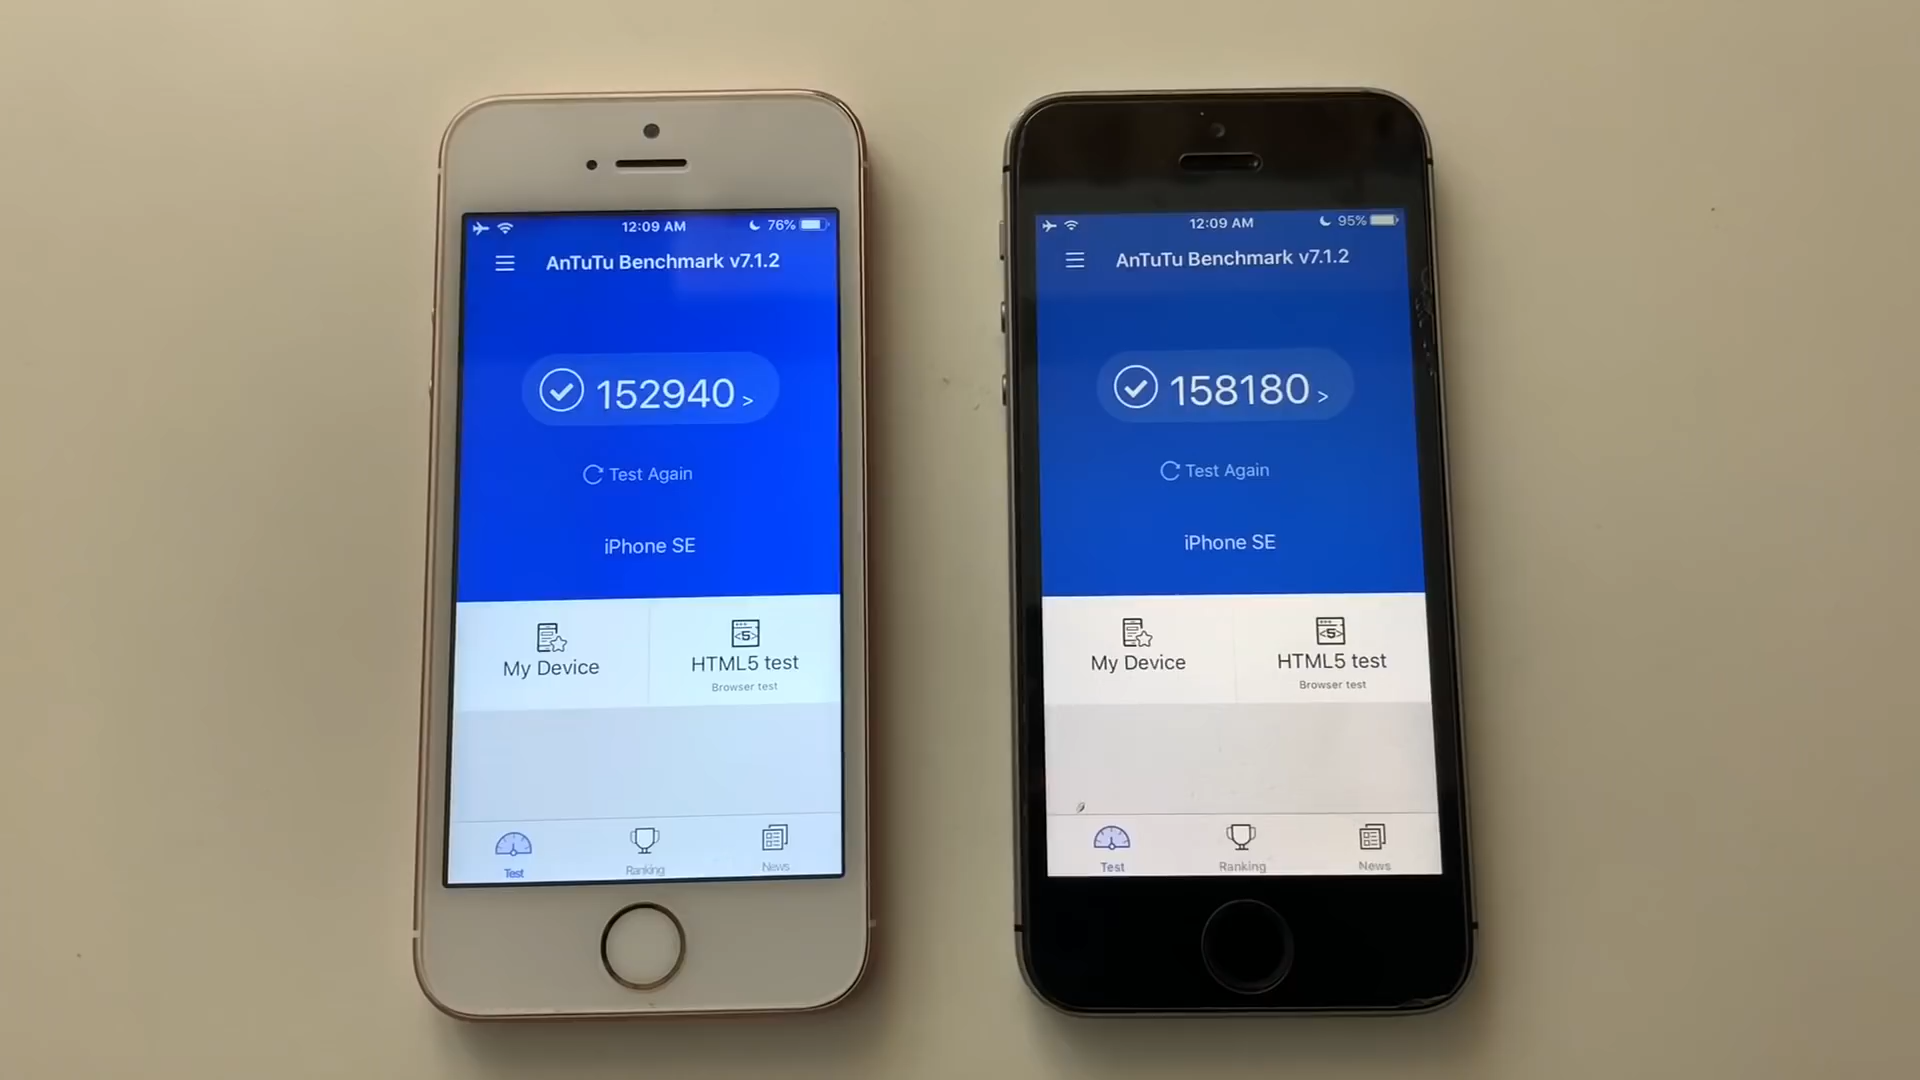 12:09 AM 76%
AnTuTu Benchmark v7.1.2
152940 >
Test Again
iPhone SE
My Device
HTML5 test
Browser test
Test
Ranking
News
12:09 AM 95%
AnTuTu Benchmark v7.1.2
158180 >
Test Again
iPhone SE
My Device
HTML5 test
Browser test
Test
Ranking
News